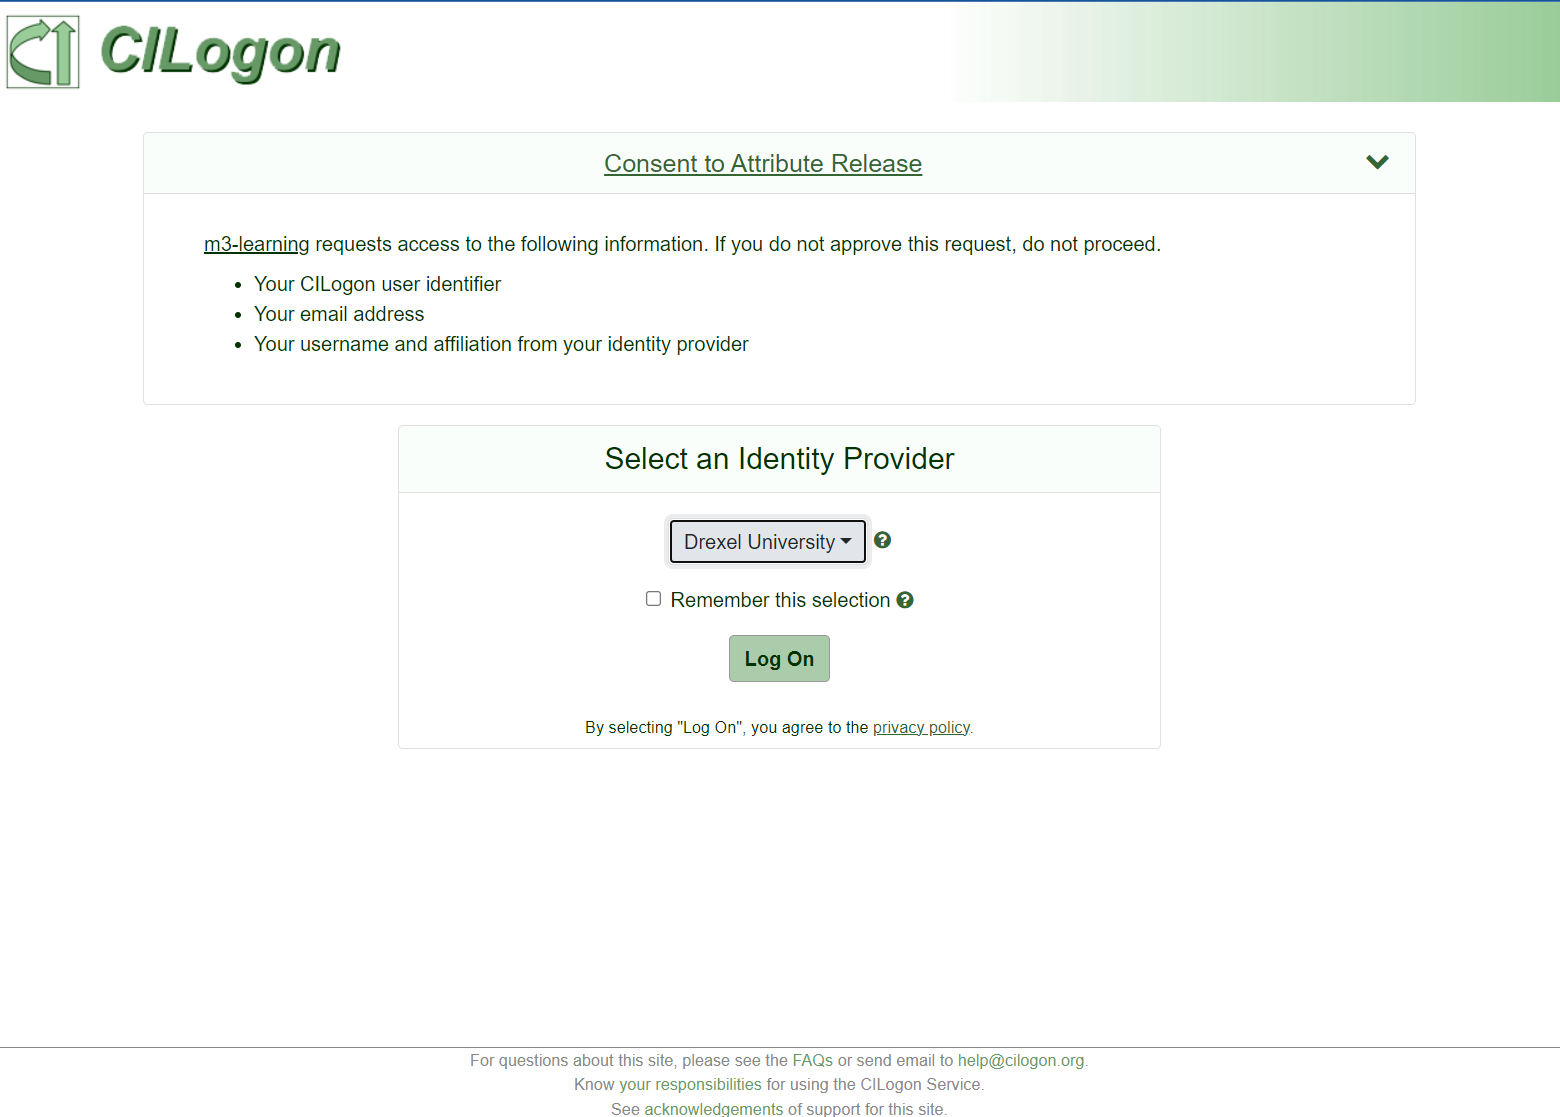 CILogon
Consent to Attribute Release
m3-learning requests access to the following information. If you do not approve this request, do not proceed.
• Your CILogon user identifier
• Your email address
• Your username and affiliation from your identity provider
Select an Identity Provider
Drexel University
Remember this selection
Log On
By selecting "Log On", you agree to the privacy policy.
For questions about this site, please see the FAQs or send email to help@cilogon.org.
Know your responsibilities for using the CILogon Service.
See acknowledgements of support for this site.